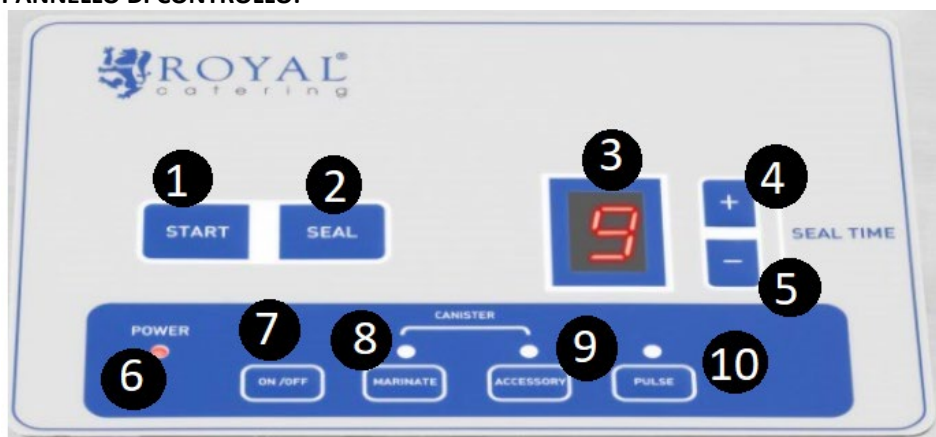 PANNELLO DI CONTROLLO:
ROYAL®
catering
1 2 3 4
START SEAL 9 + SEAL TIME
−
5
CANISTER
POWER 7 8 9 10
6
ON /OFF MARINATE ACCESSORY PULSE